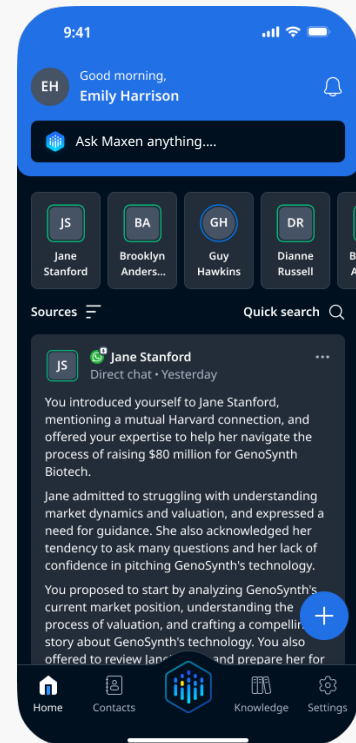 9:41
EH
Good morning,
Emily Harrison
Ask Maxen anything....
JS
BA
GH
DR
Jane
Stanford
Brooklyn
Anders...
Guy
Hawkins
Dianne
Russell
B
A
Sources
Quick search
JS
Jane Stanford
Direct chat • Yesterday
You introduced yourself to Jane Stanford,
mentioning a mutual Harvard connection, and
offered your expertise to help her navigate the
process of raising $80 million for GenoSynth
Biotech.
Jane admitted to struggling with understanding
market dynamics and valuation, and expressed a
need for guidance. She also acknowledged her
tendency to ask many questions and her lack of
confidence in pitching GenoSynth's technology.
You proposed to start by analyzing GenoSynth's
current market position, understanding the
process of valuation, and crafting a compellin
story about GenoSynth's technology. You also
offered to review and prepare her for
Home
Contacts
Knowledge
Settings